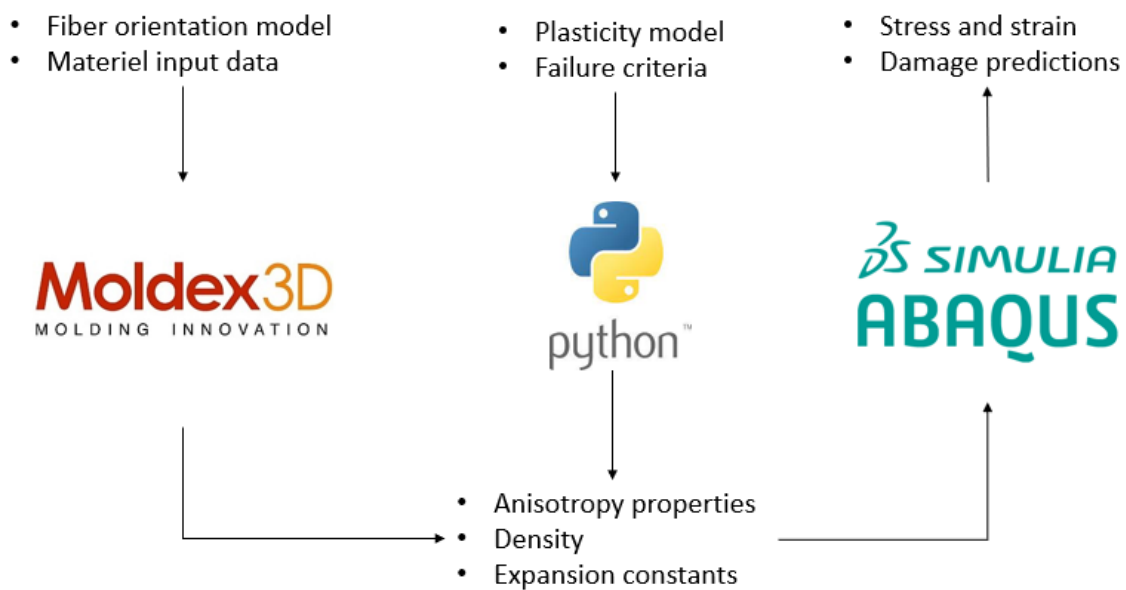 • Fiber orientation model
• Materiel input data
• Plasticity model
• Failure criteria
• Stress and strain
• Damage predictions
Moldex3D
MOLDING INNOVATION
python™
DS SIMULIA
ABAQUS
• Anisotropy properties
• Density
• Expansion constants